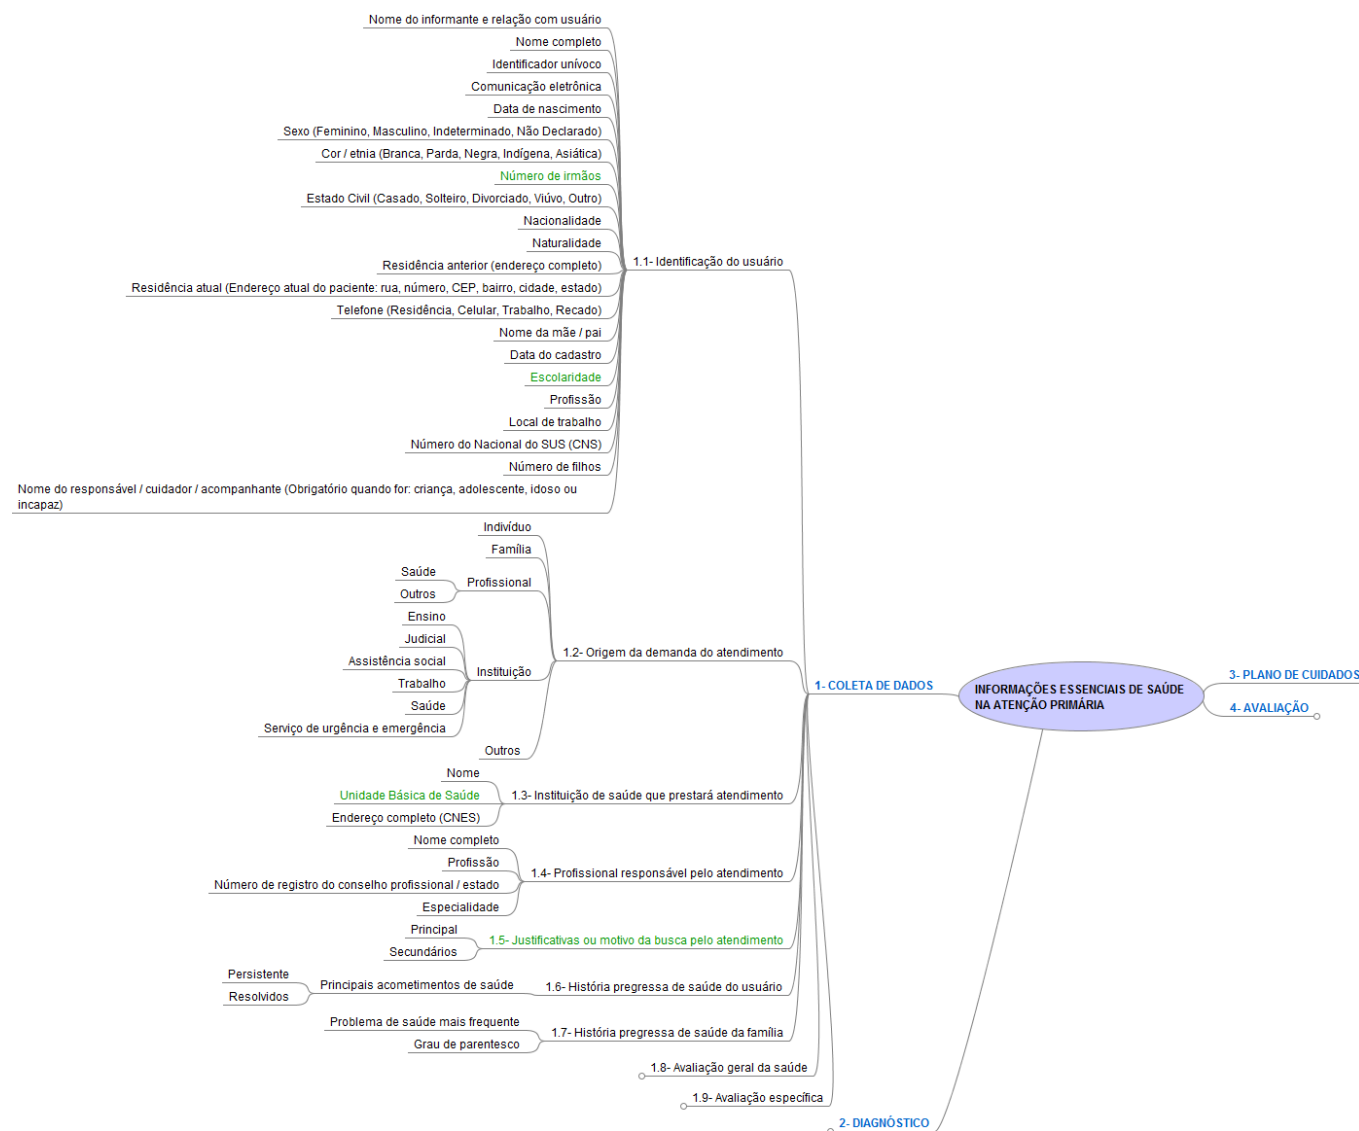 Nome do informante e relação com usuário
Nome completo
Identificador unívoco
Comunicação eletrônica
Data de nascimento
Sexo (Feminino, Masculino, Indeterminado, Não Declarado)
Cor / etnia (Branca, Parda, Negra, Indígena, Asiática)
Número de irmãos
Estado Civil (Casado, Solteiro, Divorciado, Viúvo, Outro)
Nacionalidade
Naturalidade
Residência anterior (endereço completo)
Residência atual (Endereço atual do paciente: rua, número, CEP, bairro, cidade, estado)
Telefone (Residência, Celular, Trabalho, Recado)
Nome da mãe / pai
Data do cadastro
Escolaridade
Profissão
Local de trabalho
Número do Nacional do SUS (CNS)
Número de filhos
Nome do responsável / cuidador / acompanhante (Obrigatório quando for: criança, adolescente, idoso ou
incapaz)
1.1- Identificação do usuário
Indivíduo
Família
Saúde
Outros
Profissional
Ensino
Judicial
Assistência social
Trabalho
Saúde
Serviço de urgência e emergência
Instituição
Outros
1.2- Origem da demanda do atendimento
Nome
Unidade Básica de Saúde
Endereço completo (CNES)
1.3- Instituição de saúde que prestará atendimento
Nome completo
Profissão
Número de registro do conselho profissional / estado
Especialidade
1.4- Profissional responsável pelo atendimento
Principal
Secundários
1.5- Justificativas ou motivo da busca pelo atendimento
Persistente
Resolvidos
Principais acometimentos de saúde
1.6- História pregressa de saúde do usuário
Problema de saúde mais frequente
Grau de parentesco
1.7- História pregressa de saúde da família
1.8- Avaliação geral da saúde
1.9- Avaliação específica
1- COLETA DE DADOS
INFORMAÇÕES ESSENCIAIS DE SAÚDE
NA ATENÇÃO PRIMÁRIA
2- DIAGNÓSTICO
3- PLANO DE CUIDADOS
4- AVALIAÇÃO